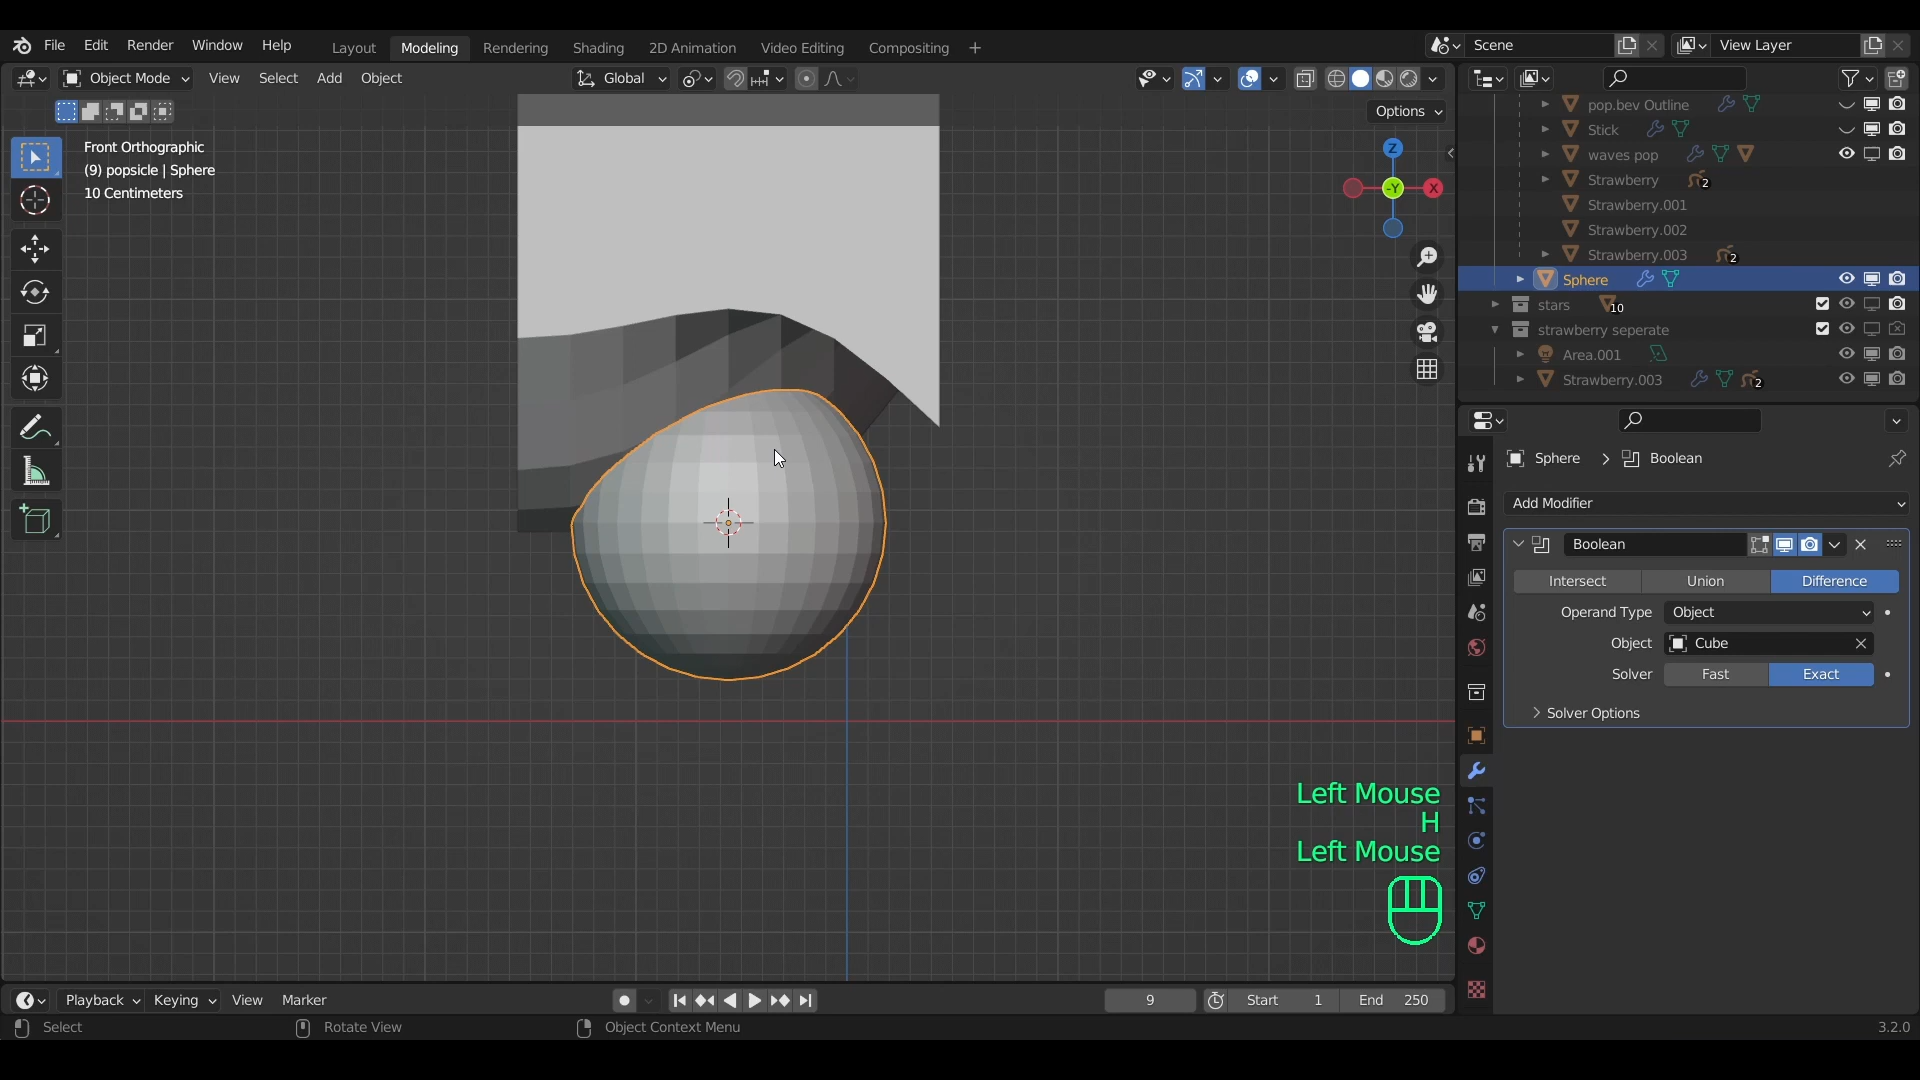 File Edit Render Window Help Layout Modeling Rendering Shading 2D Animation Video Editing Compositing + Scene View Layer
Object Mode View Select Add Object Global
Options
Front Orthographic
(9) popsicle | Sphere
10 Centimeters
Z
-Y
X
pop.bev Outline
Stick
waves pop
Strawberry 2
Strawberry.001
Strawberry.002
Strawberry.003 2
Sphere
stars 10
strawberry seperate
Area.001
Strawberry.003 2
Sphere > Boolean
Add Modifier
Boolean
Intersect Union Difference
Operand Type Object
Object Cube
Solver Fast Exact
Solver Options
Left Mouse
H
Left Mouse
Playback Keying View Marker 9 Start 1 End 250
Select Rotate View Object Context Menu 3.2.0